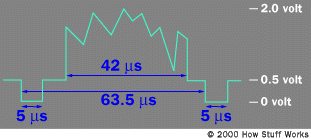 2.0 volt
42 µs
0.5 volt
63.5 µs
0 volt
5 µs
5 µs
© 2000 How Stuff Works